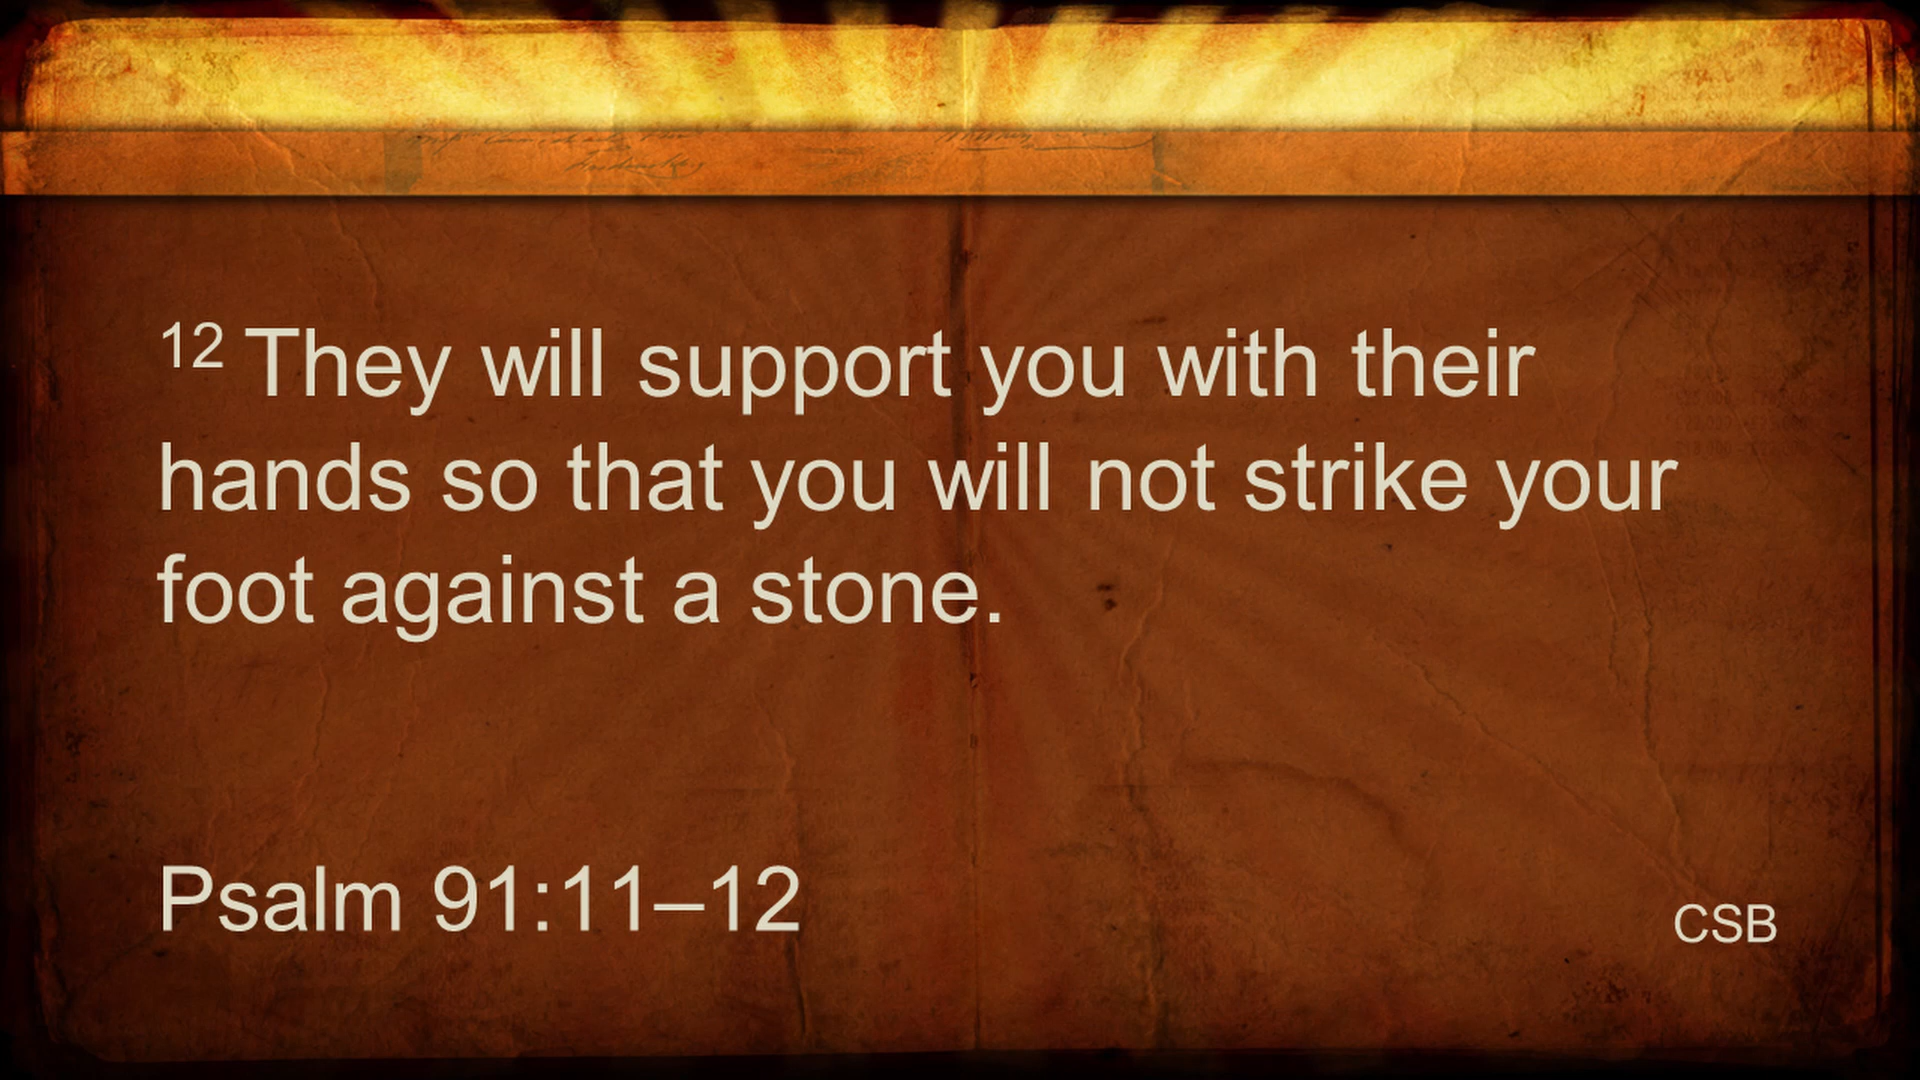 12 They will support you with their
hands so that you will not strike your
foot against a stone.
Psalm 91:11–12
CSB